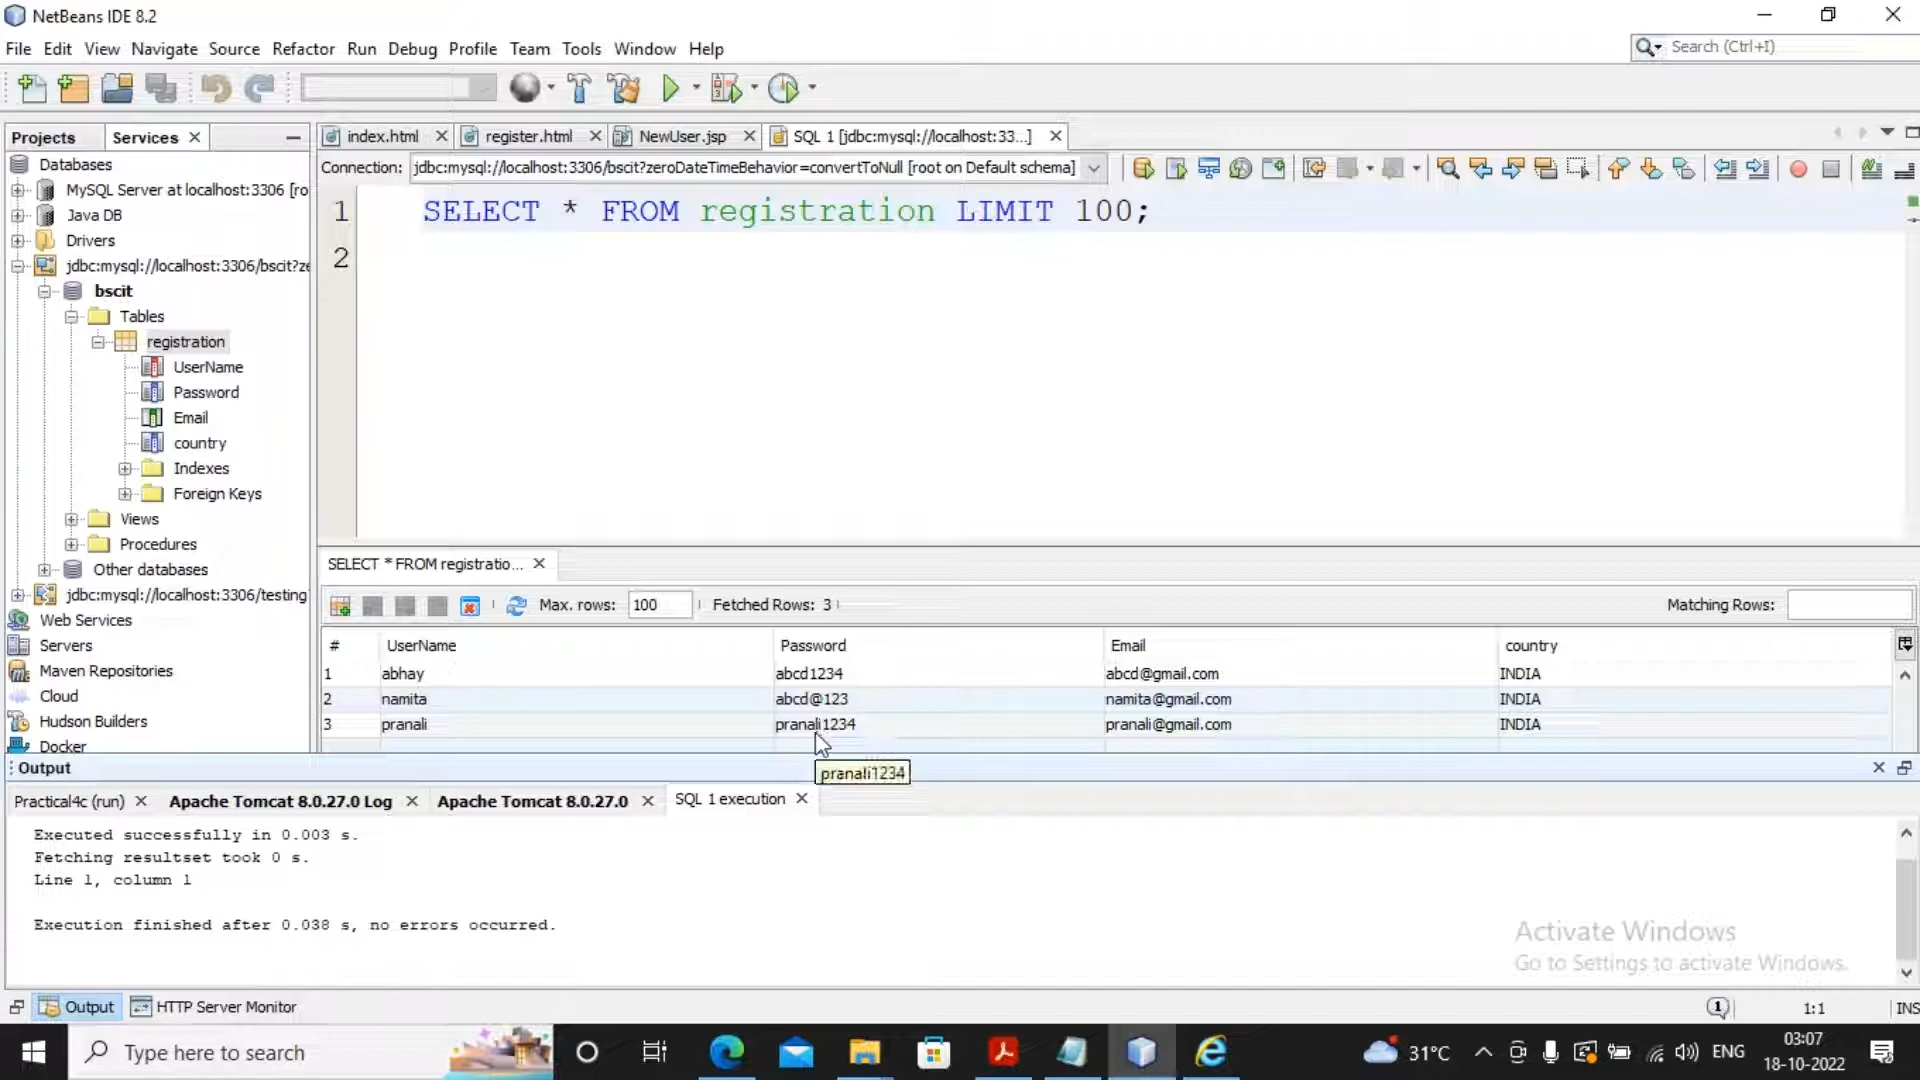 NetBeans IDE 8.2
File Edit View Navigate Source Refactor Run Debug Profile Team Tools Window Help
Search (Ctrl+I)
Projects Services
index.html register.html NewUser.jsp SQL 1 [jdbc:mysql://localhost:33...]
Connection: jdbc:mysql://localhost:3306/bscit?zeroDateTimeBehavior=convertToNull [root on Default schema]
Databases
MySQL Server at localhost:3306 [ro
Java DB
Drivers
jdbc:mysql://localhost:3306/bscit?ze
bscit
Tables
registration
UserName
Password
Email
country
Indexes
Foreign Keys
Views
Procedures
Other databases
jdbc:mysql://localhost:3306/testing
Web Services
Servers
Maven Repositories
Cloud
Hudson Builders
Docker
1 SELECT * FROM registration LIMIT 100;
2
SELECT * FROM registratio...
Max. rows: 100 Fetched Rows: 3 Matching Rows:
# UserName Password Email country
1 abhay abcd1234 abcd@gmail.com INDIA
2 namita abcd@123 namita@gmail.com INDIA
3 pranali pranali1234 pranali@gmail.com INDIA
pranali1234
Output
Practical4c (run) Apache Tomcat 8.0.27.0 Log Apache Tomcat 8.0.27.0 SQL 1 execution
Executed successfully in 0.003 s.
Fetching resultset took 0 s.
Line 1, column 1
Execution finished after 0.038 s, no errors occurred.
Activate Windows
Go to Settings to activate Windows.
Output HTTP Server Monitor
1 1:1 INS
Type here to search
31°C ENG
03:07
18-10-2022